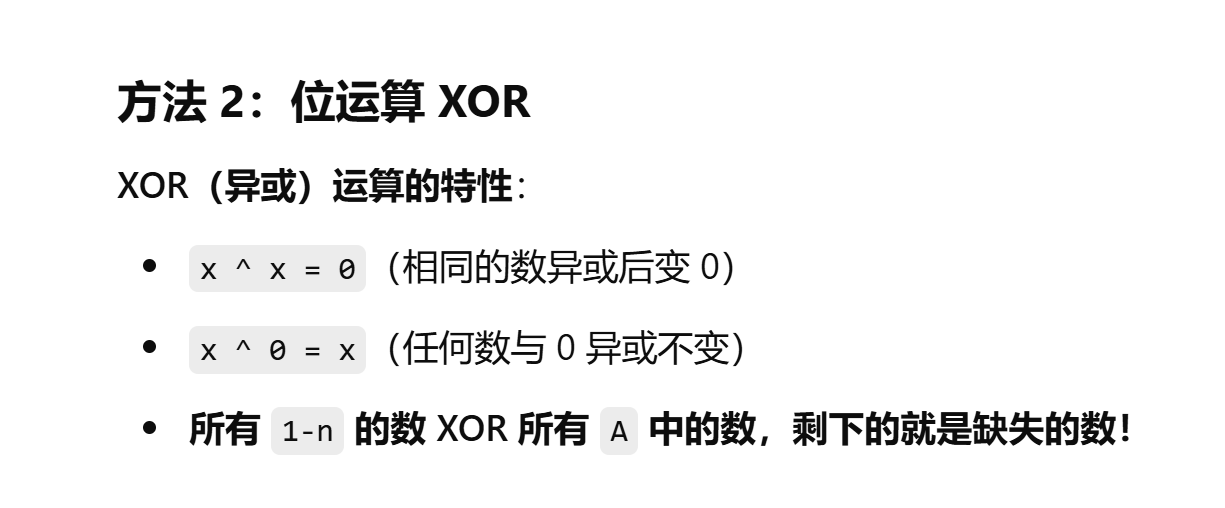 方法 2：位运算 XOR
XOR（异或）运算的特性：
• x ^ x = 0（相同的数异或后变 0）
• x ^ 0 = x（任何数与 0 异或不变）
• 所有 1-n 的数 XOR 所有 A 中的数，剩下的就是缺失的数！